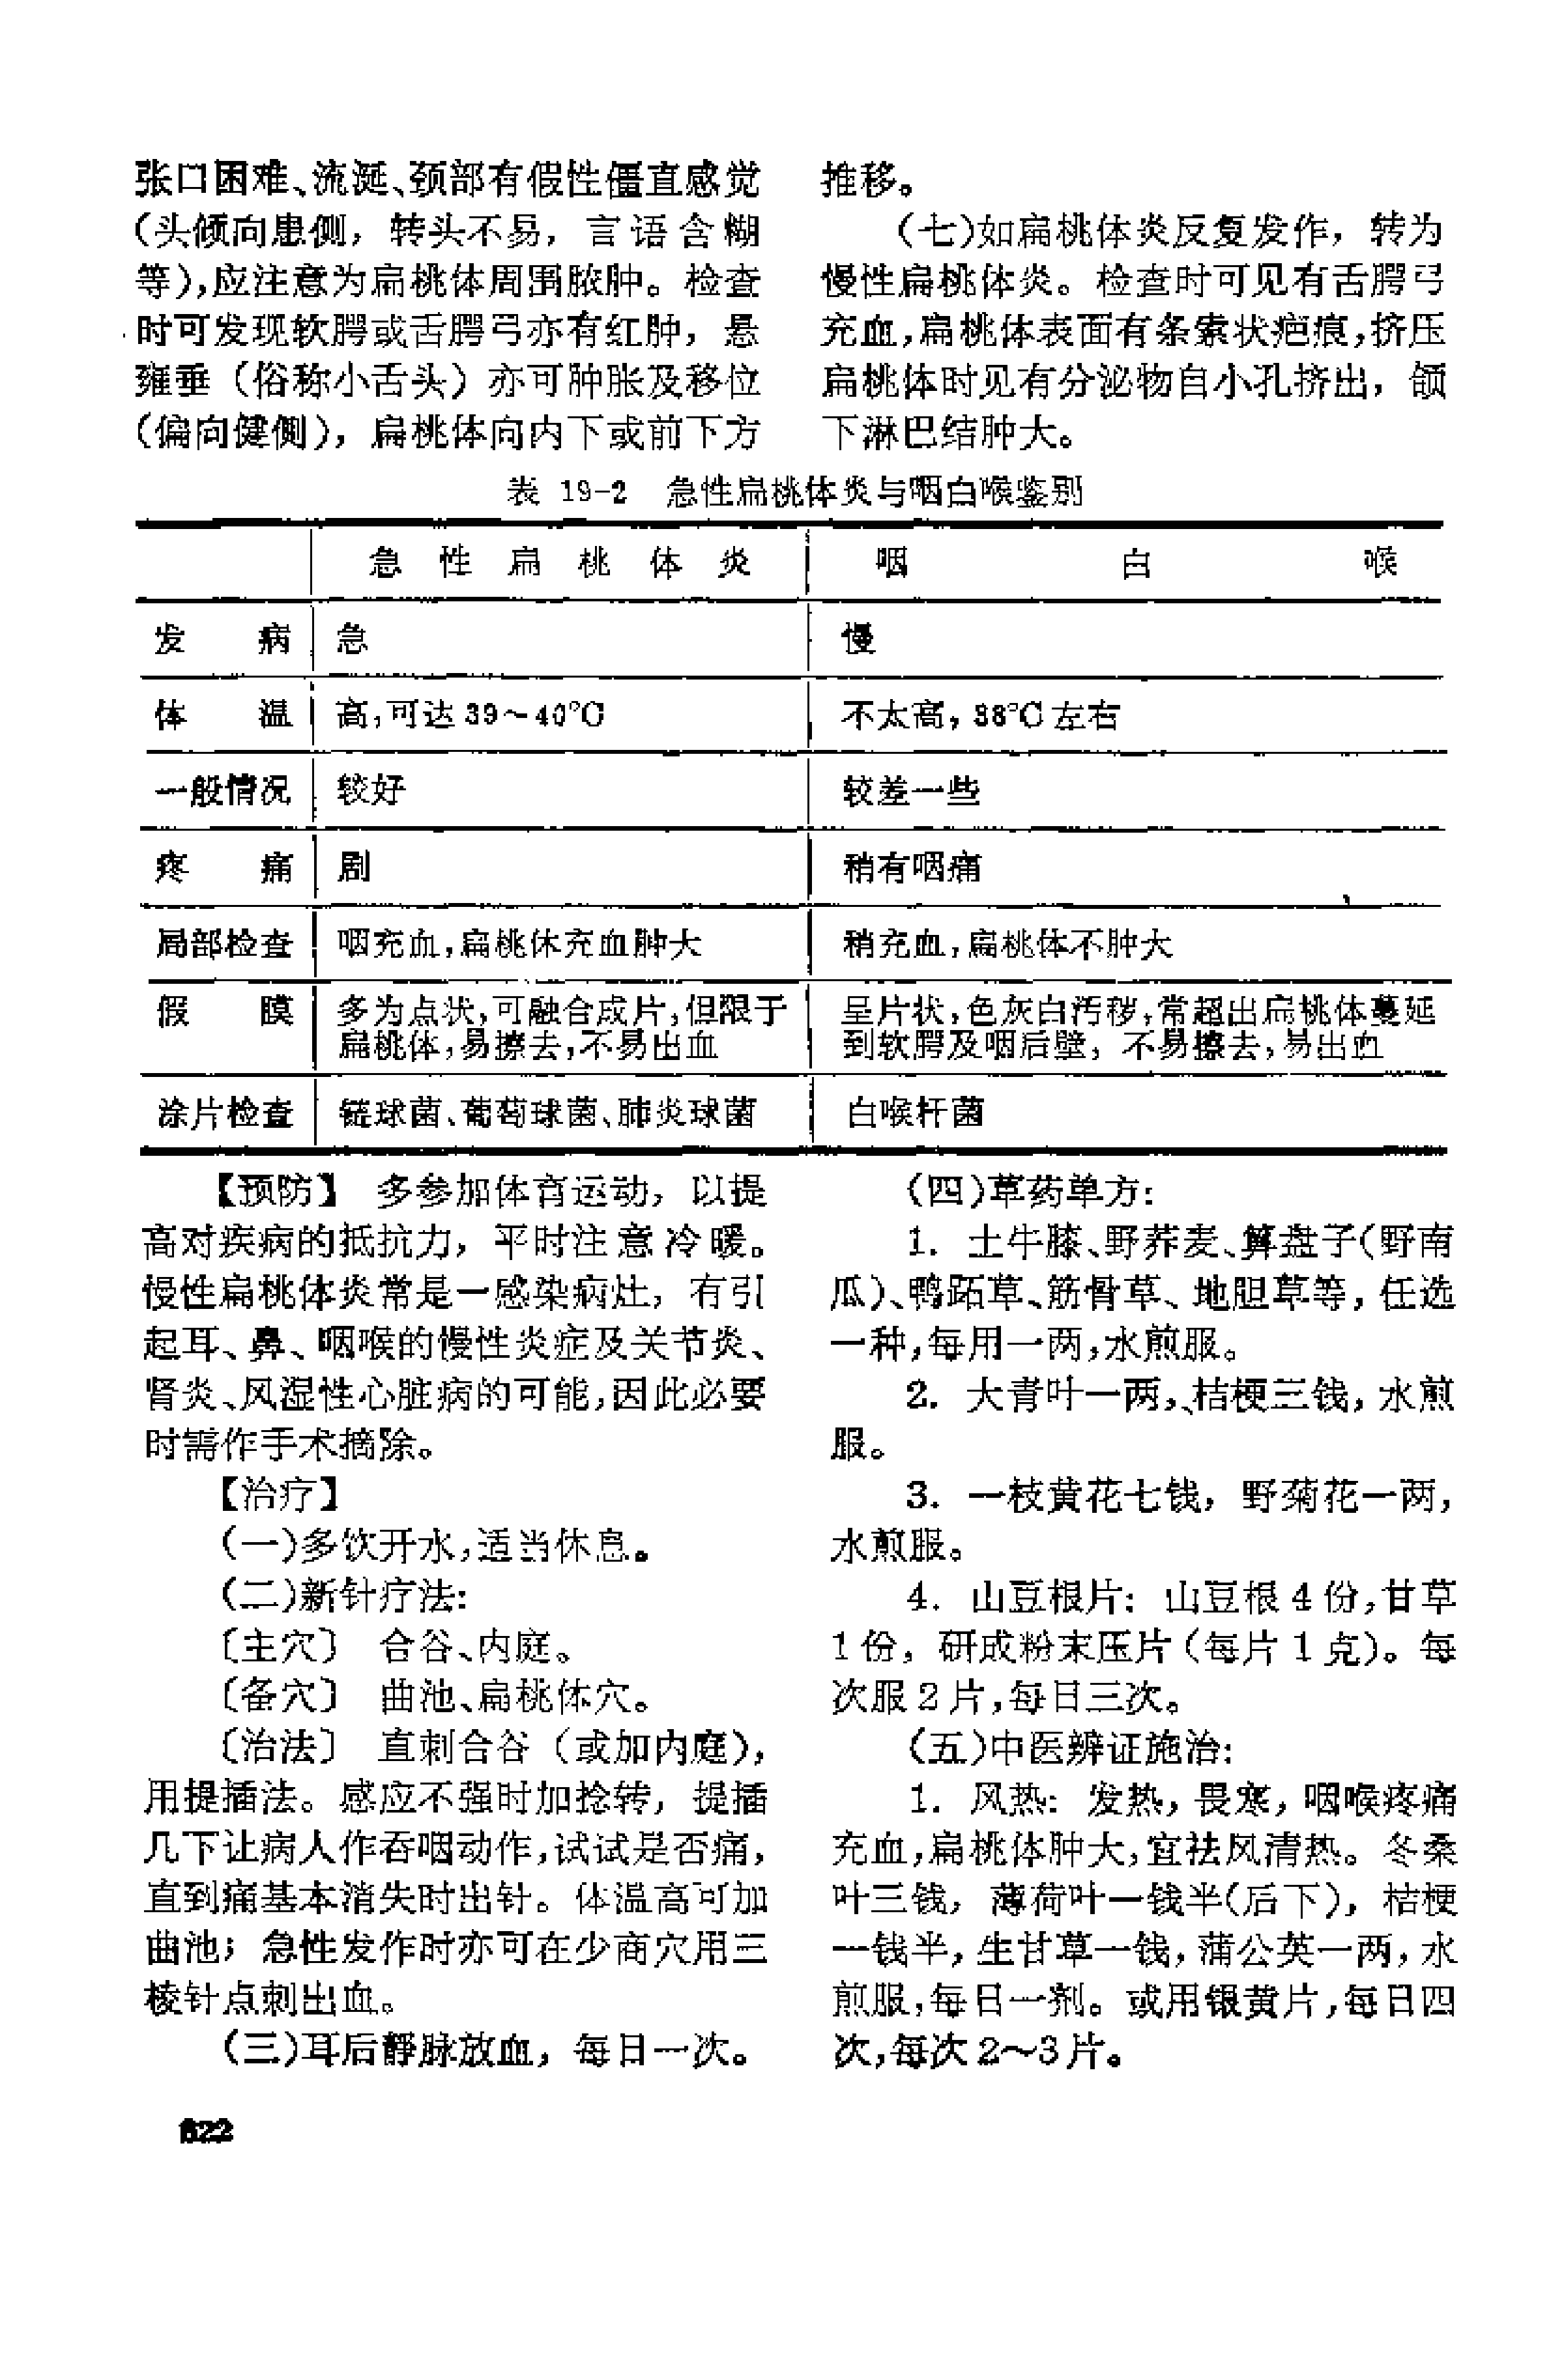 张口困难、流涎、颈部有假性僵直感觉
(头倾向患侧，转头不易，言语含糊
等),应注意为扁桃体周围脓肿。检查
时可发现软腭或舌腭弓亦有红肿，悬
雍垂（俗称小舌头）亦可肿胀及移位
(偏向健侧)，扁桃体向内下或前下方
推移。
(七)如扁桃体炎反复发作，转为
慢性扁桃体炎。检查时可见有舌腭弓
充血,扁桃体表面有条索状疤痕,挤压
扁桃体时见有分泌物自小孔挤出，颌
下淋巴结肿大。
表 19-2 急性扁桃体炎与咽白喉鉴别
急性扁桃体炎 咽白喉
发病 急 慢
体温 高,可达 39～40°C 不太高，38°C 左右
一般情况 较好 较差一些
疼痛 剧 稍有咽痛
局部检查 咽充血,扁桃体充血肿大 稍充血,扁桃体不肿大
假膜 多为点状,可融合成片,但限于 呈片状,色灰白污秽,常超出扁桃体蔓延
扁桃体,易擦去,不易出血 到软腭及咽后壁，不易擦去,易出血
涂片检查 链球菌、葡萄球菌、肺炎球菌 白喉杆菌
【预防】 多参加体育运动，以提
高对疾病的抵抗力，平时注意冷暖。
慢性扁桃体炎常是一感染病灶，有引
起耳、鼻、咽喉的慢性炎症及关节炎、
肾炎、风湿性心脏病的可能,因此必要
时需作手术摘除。
【治疗】
(一)多饮开水,适当休息。
(二)新针疗法:
〔主穴〕 合谷、内庭。
〔备穴〕 曲池、扁桃体穴。
〔治法〕 直刺合谷（或加内庭)，
用提插法。感应不强时加捻转，提插
几下让病人作吞咽动作,试试是否痛，
直到痛基本消失时出针。体温高可加
曲池；急性发作时亦可在少商穴用三
棱针点刺出血。
(三)耳后静脉放血，每日一次。
(四)草药单方:
1. 土牛膝、野荞麦、算盘子(野南
瓜)、鸭跖草、筋骨草、地胆草等，任选
一种,每用一两,水煎服。
2. 大青叶一两,桔梗三钱，水煎
服。
3. 一枝黄花七钱，野菊花一两，
水煎服。
4. 山豆根片：山豆根 4 份,甘草
1 份，研成粉末压片（每片 1 克)。每
次服 2 片,每日三次。
(五)中医辨证施治:
1. 风热：发热，畏寒，咽喉疼痛
充血,扁桃体肿大,宜祛风清热。冬桑
叶三钱，薄荷叶一钱半(后下)，桔梗
一钱半，生甘草一钱，蒲公英一两，水
煎服,每日一剂。或用银黄片,每日四
次,每次 2～3 片。
622